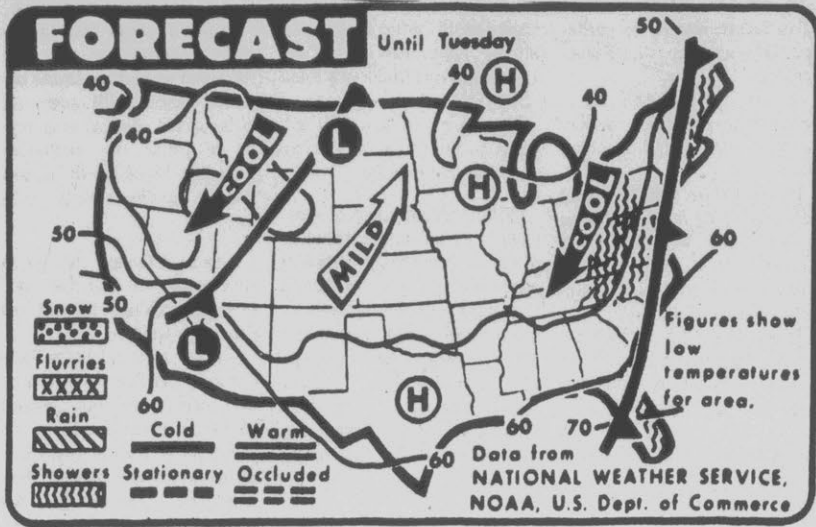 FORECAST
Until Tuesday
50
40
40
40
40
H
L
COOL
H
COOL
50
MILD
60
50
Snow
L
Flurries
60
Rain
Cold
Warm
Showers
Stationary
Occluded
H
60
60
70
Figures show
low
temperatures
for area.
Data from
NATIONAL WEATHER SERVICE,
NOAA, U.S. Dept. of Commerce